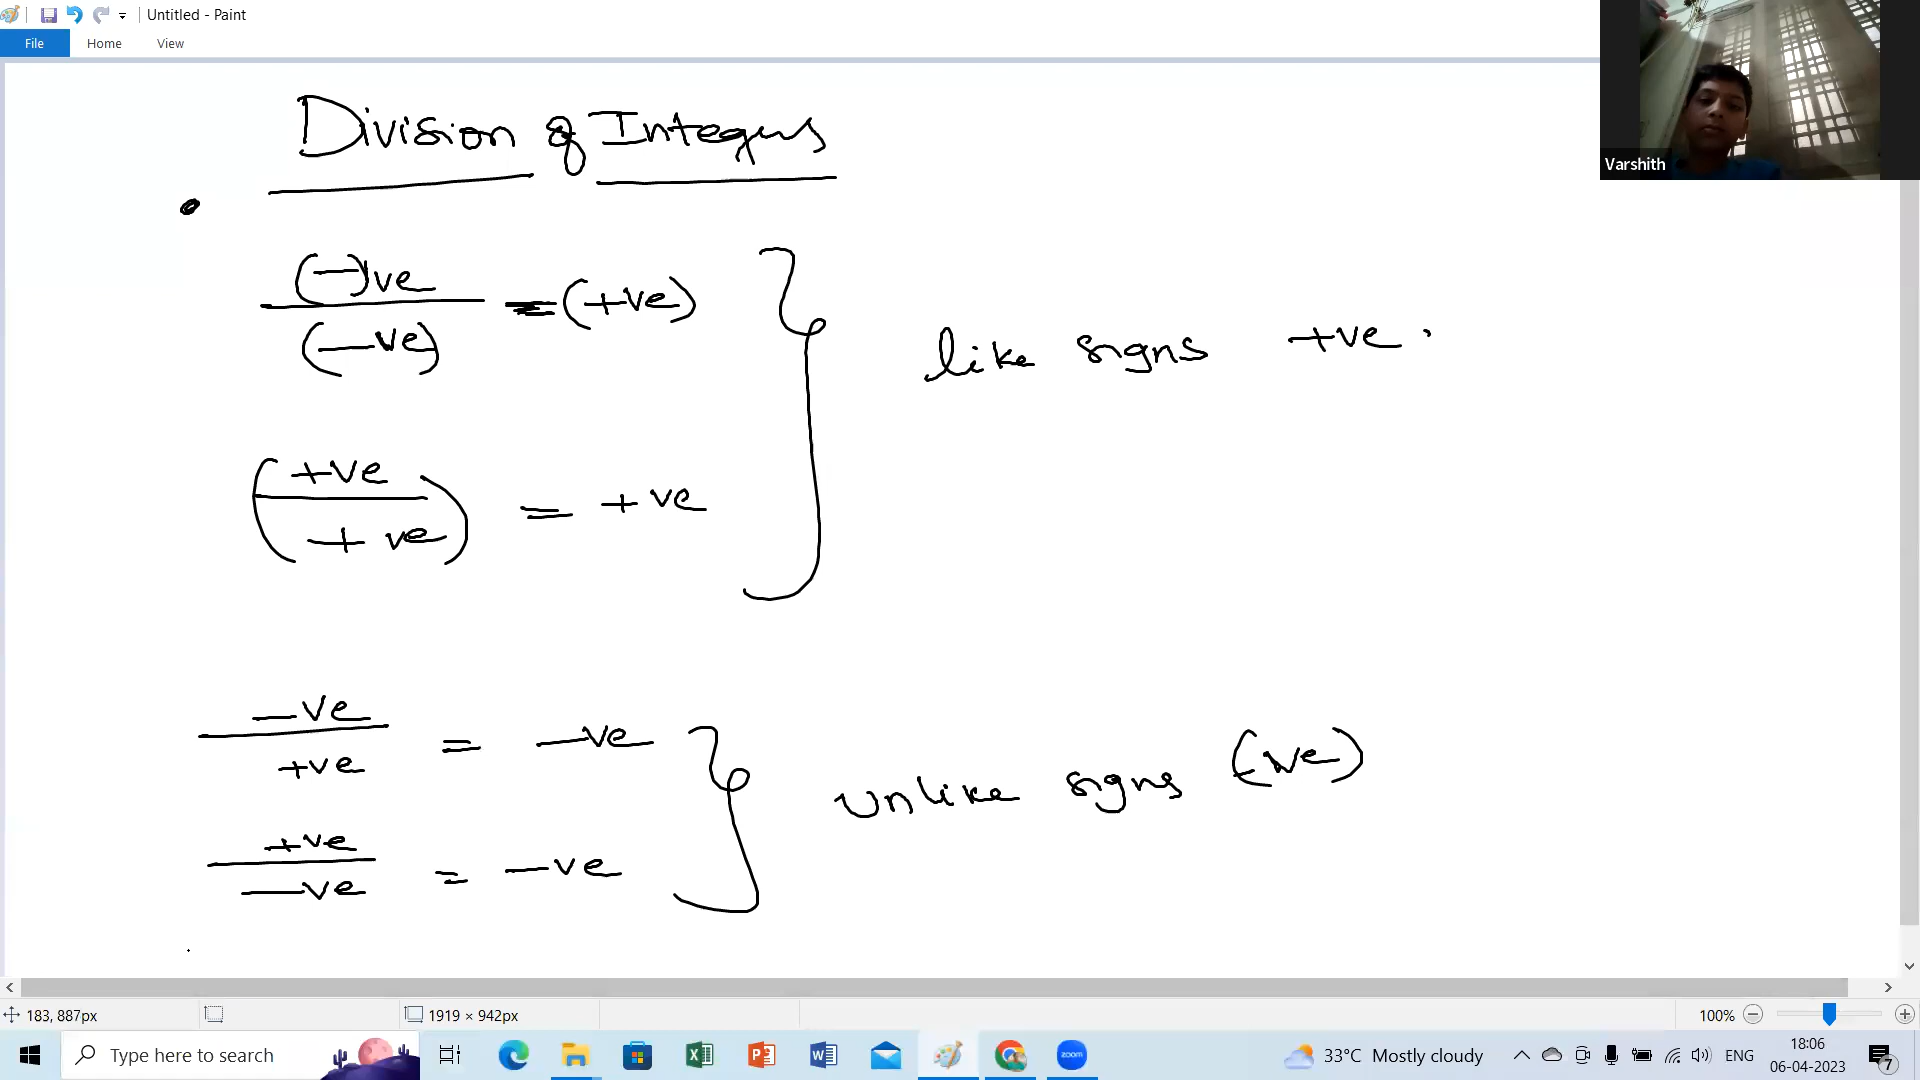 Untitled - Paint
File Home View
Varshith
Division of Integers
(-)ve
(-ve)
= (+ve)
like signs +ve
(+ve
+ve)
= +ve
-ve
+ve
= -ve
unlike signs (-ve)
+ve
-ve
= -ve
183, 887px
1919 × 942px
100%
Type here to search
zoom
33°C Mostly cloudy
ENG
18:06
06-04-2023
7